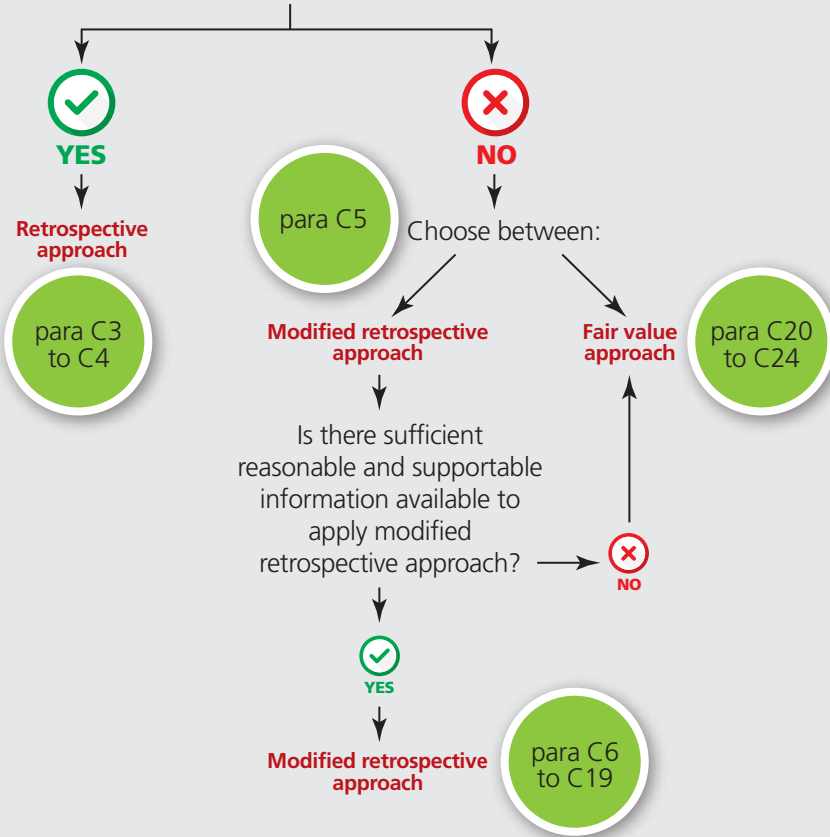 YES
NO
Retrospective
approach
para C3
to C4
para C5
Choose between:
Modified retrospective
approach
Fair value
approach
para C20
to C24
Is there sufficient
reasonable and supportable
information available to
apply modified
retrospective approach?
NO
YES
Modified retrospective
approach
para C6
to C19